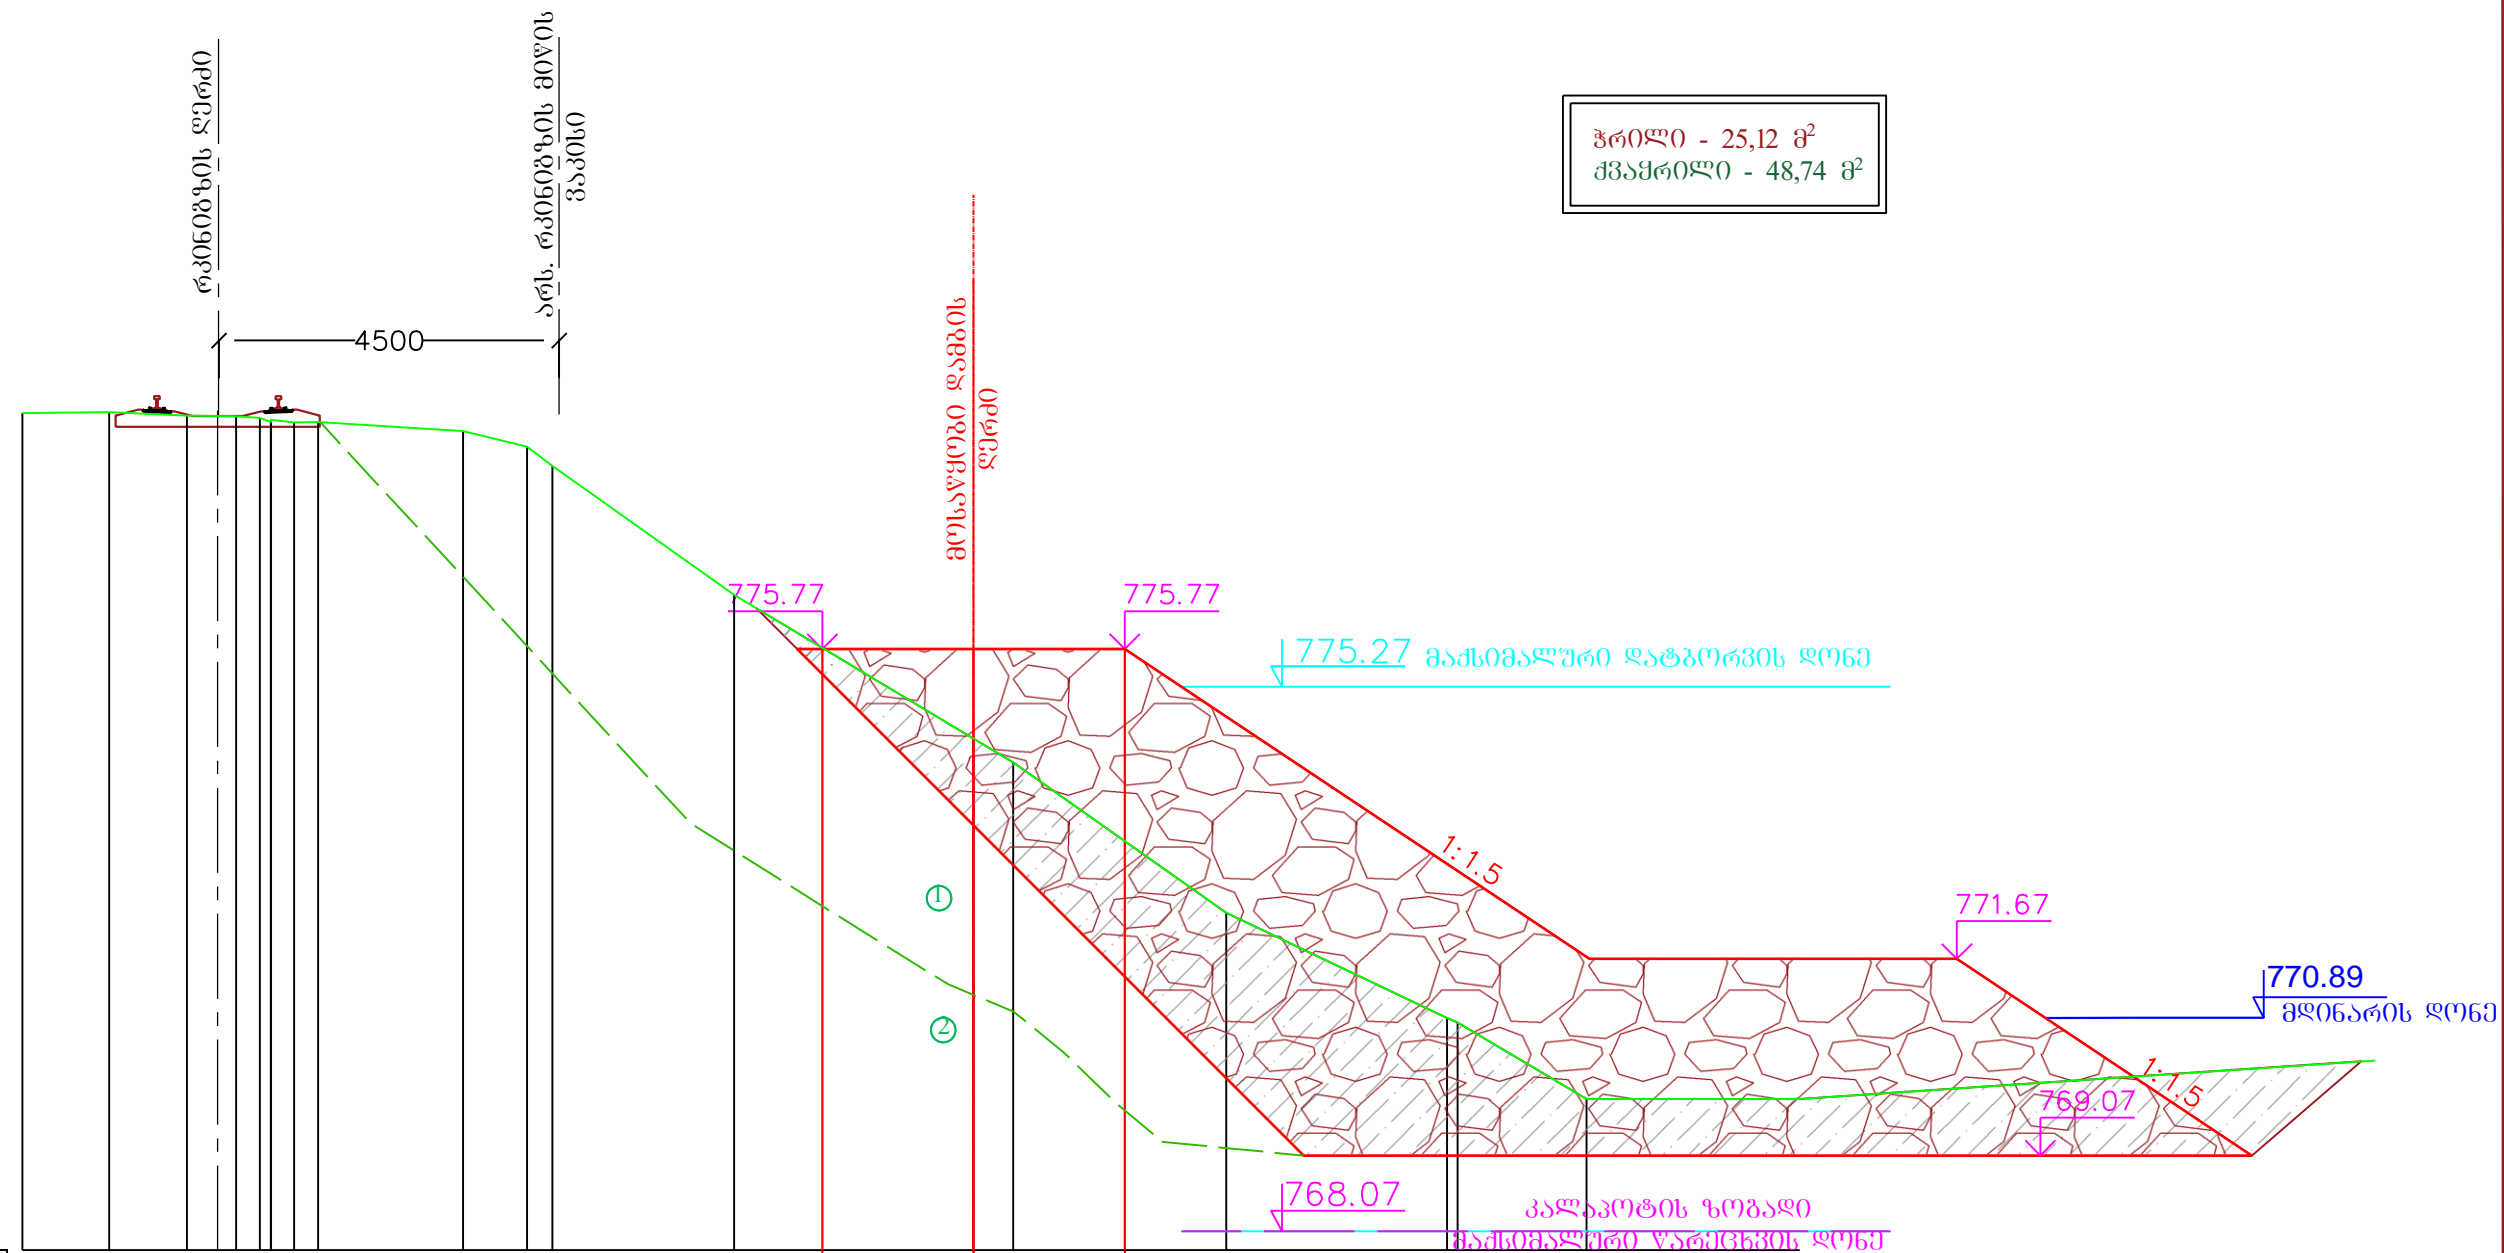 რკინიგზის ღერძი
არს. რკინიგზის მიწის
ვაკისი
ჭრილი - 25,12 მ²
ქვაყრილი - 48,74 მ²
4500
მოსაწყობი დამბის
ღერძი
775.77
775.77
775.27 მაქსიმალური დატბორვის დონე
1:1.5
771.67
1
770.89
მდინარის დონე
2
1:1.5
769.07
768.07
კალაპოტის ზოგადი
მაქსიმალური წარეცხვის დონე